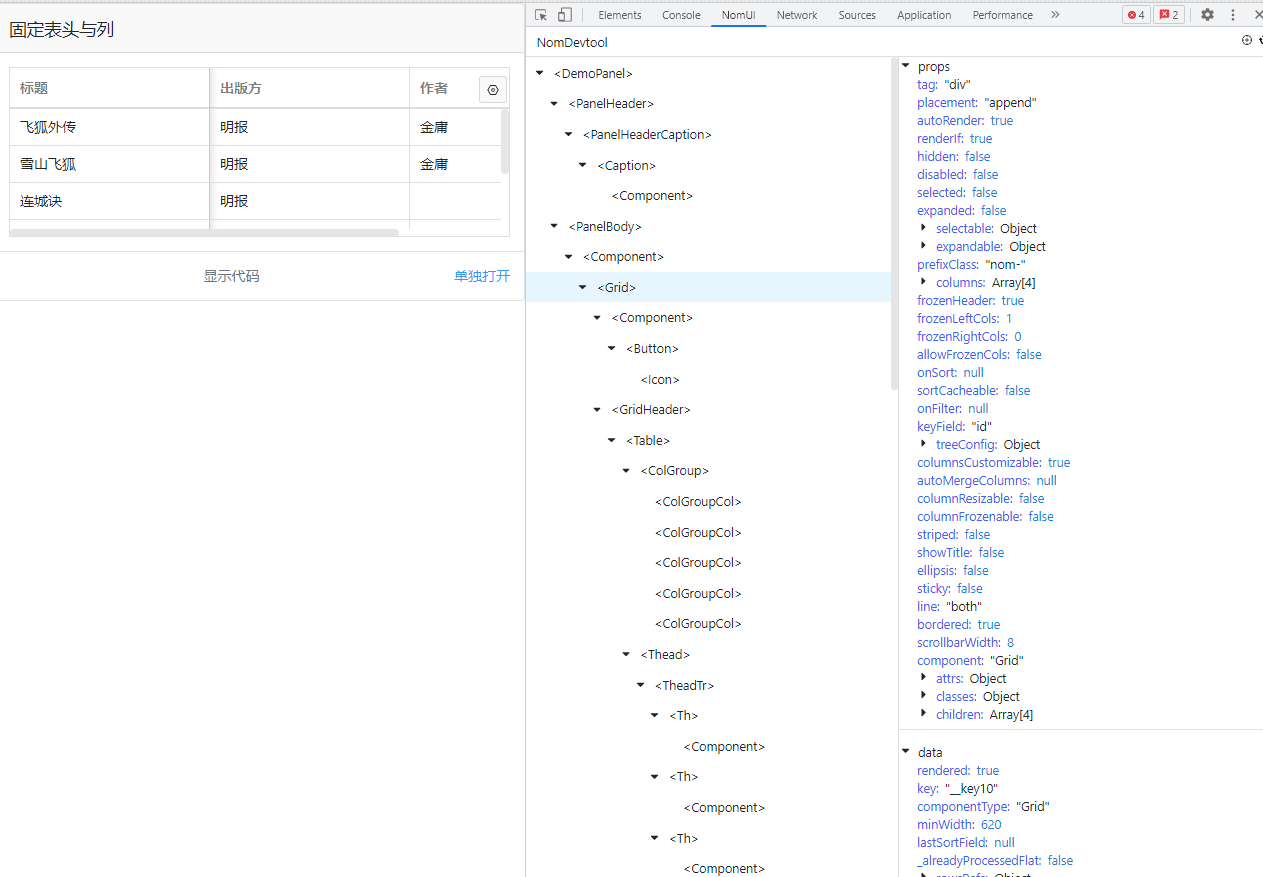 固定表头与列
标题 出版方 作者
飞狐外传 明报 金庸
雪山飞狐 明报 金庸
连城诀 明报
显示代码 单独打开
Elements Console NomUI Network Sources Application Performance » 4 2
NomDevtool
<DemoPanel>
<PanelHeader>
<PanelHeaderCaption>
<Caption>
<Component>
<PanelBody>
<Component>
<Grid>
<Component>
<Button>
<Icon>
<GridHeader>
<Table>
<ColGroup>
<ColGroupCol>
<ColGroupCol>
<ColGroupCol>
<ColGroupCol>
<ColGroupCol>
<Thead>
<TheadTr>
<Th>
<Component>
<Th>
<Component>
<Th>
<Component>
props
tag: "div"
placement: "append"
autoRender: true
renderIf: true
hidden: false
disabled: false
selected: false
expanded: false
selectable: Object
expandable: Object
prefixClass: "nom-"
columns: Array[4]
frozenHeader: true
frozenLeftCols: 1
frozenRightCols: 0
allowFrozenCols: false
onSort: null
sortCacheable: false
onFilter: null
keyField: "id"
treeConfig: Object
columnsCustomizable: true
autoMergeColumns: null
columnResizable: false
columnFrozenable: false
striped: false
showTitle: false
ellipsis: false
sticky: false
line: "both"
bordered: true
scrollbarWidth: 8
component: "Grid"
attrs: Object
classes: Object
children: Array[4]
data
rendered: true
key: "__key10"
componentType: "Grid"
minWidth: 620
lastSortField: null
_alreadyProcessedFlat: false